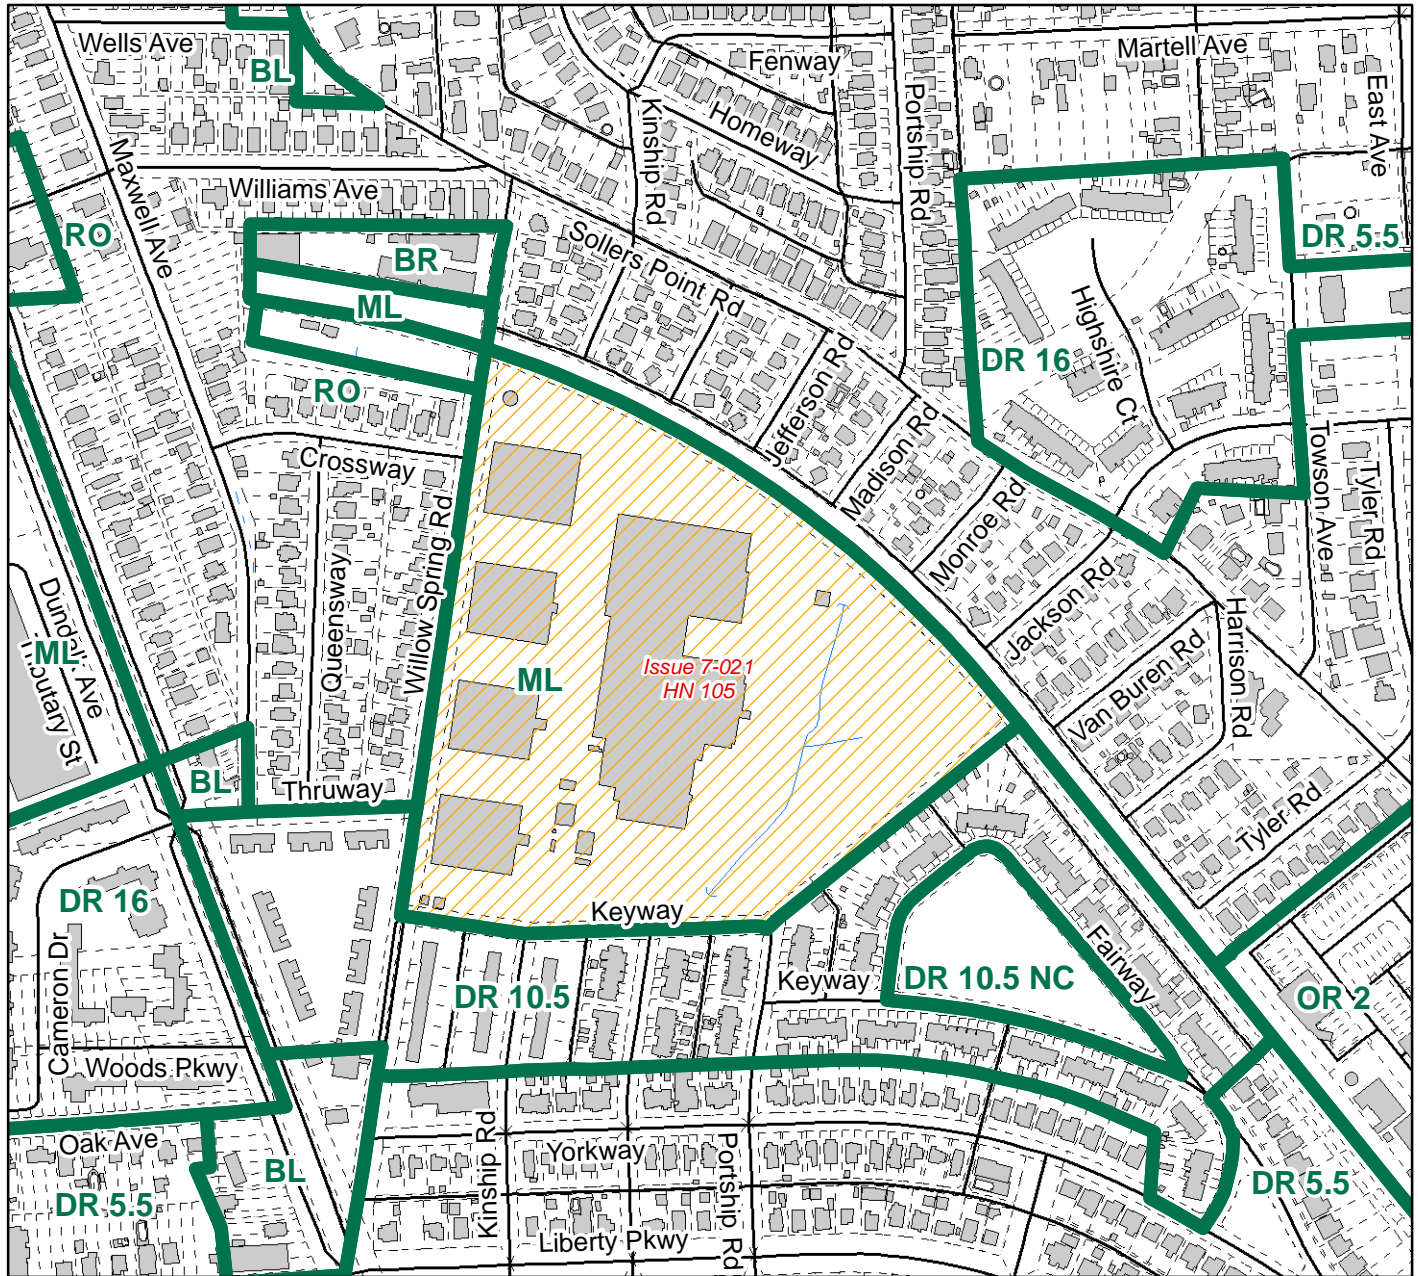 Wells Ave
BL
Fenway
Martell Ave
East Ave
Kinship Rd
Homeway
Portship Rd
Maxwell Ave
Williams Ave
RO
BR
ML
Sollers Point Rd
DR 5.5
Highshire Ct
DR 16
RO
Jefferson Rd
Madison Rd
Crossway
Willow Spring Rd
Queensway
Monroe Rd
Towson Ave
Tyler Rd
Jackson Rd
Harrison Rd
Van Buren Rd
Dundalk Ave
ML
Tributary St
ML
Issue 7-021
HN 105
BL
Thruway
Tyler Rd
DR 16
Keyway
Cameron Dr
DR 10.5
Keyway
DR 10.5 NC
Fairway
OR 2
Woods Pkwy
Oak Ave
Kinship Rd
Yorkway
Portship Rd
BL
DR 5.5
DR 5.5
Liberty Pkwy